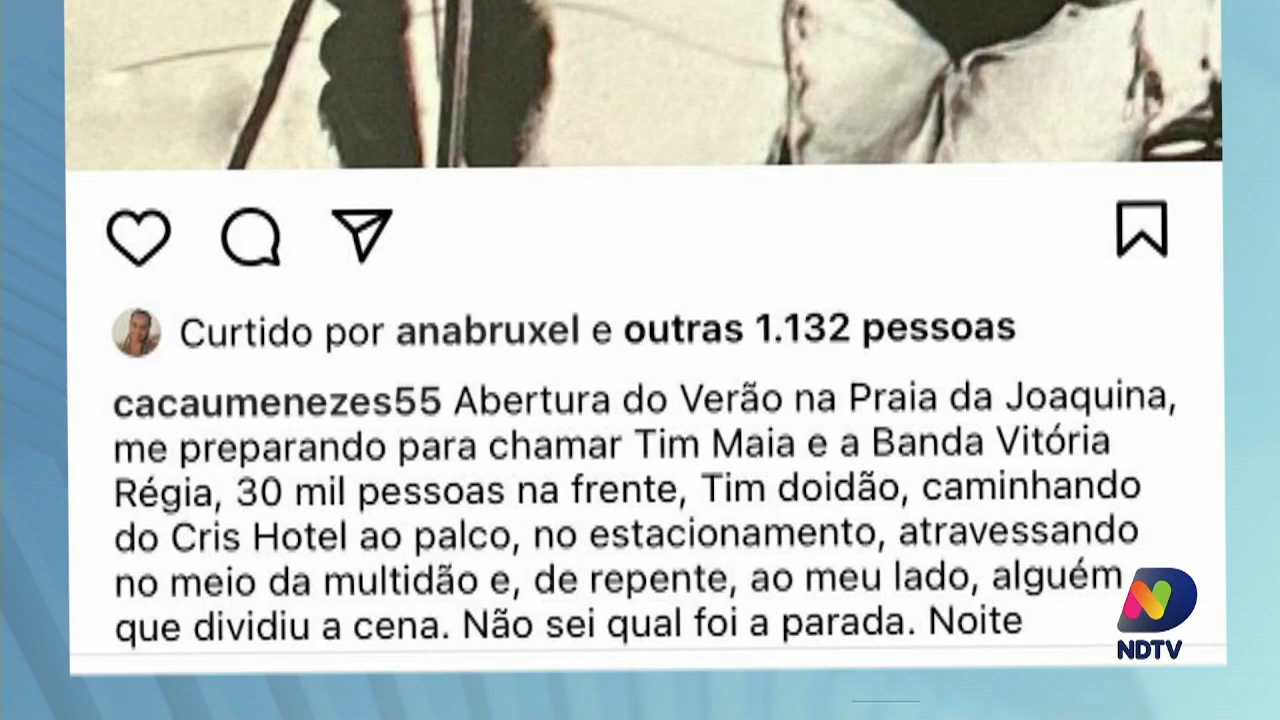 Curtido por anabruxel e outras 1.132 pessoas
cacaumenezes55 Abertura do Verão na Praia da Joaquina,
me preparando para chamar Tim Maia e a Banda Vitória
Régia, 30 mil pessoas na frente, Tim doidão, caminhando
do Cris Hotel ao palco, no estacionamento, atravessando
no meio da multidão e, de repente, ao meu lado, alguém
que dividiu a cena. Não sei qual foi a parada. Noite
NDTV